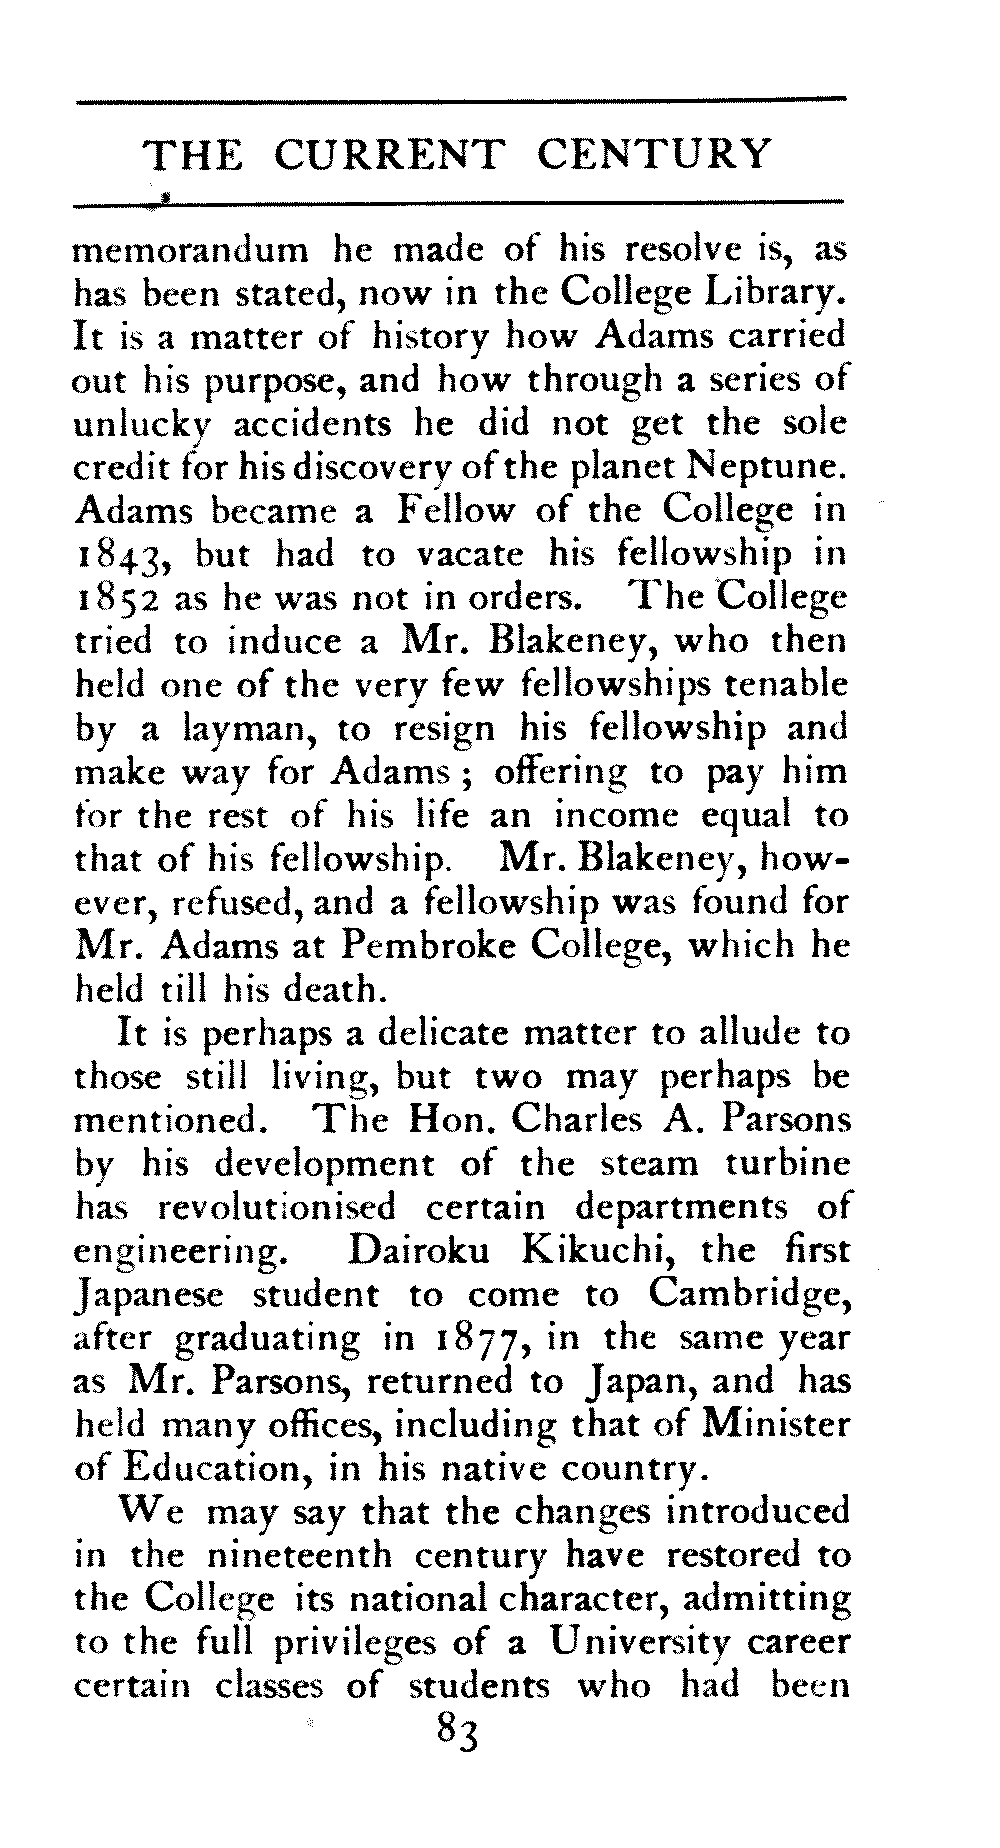 THE CURRENT CENTURY
memorandum he made of his resolve is, as
has been stated, now in the College Library.
It is a matter of history how Adams carried
out his purpose, and how through a series of
unlucky accidents he did not get the sole
credit for his discovery of the planet Neptune.
Adams became a Fellow of the College in
1843, but had to vacate his fellowship in
1852 as he was not in orders. The College
tried to induce a Mr. Blakeney, who then
held one of the very few fellowships tenable
by a layman, to resign his fellowship and
make way for Adams ; offering to pay him
for the rest of his life an income equal to
that of his fellowship. Mr. Blakeney, how-
ever, refused, and a fellowship was found for
Mr. Adams at Pembroke College, which he
held till his death.
It is perhaps a delicate matter to allude to
those still living, but two may perhaps be
mentioned. The Hon. Charles A. Parsons
by his development of the steam turbine
has revolutionised certain departments of
engineering. Dairoku Kikuchi, the first
Japanese student to come to Cambridge,
after graduating in 1877, in the same year
as Mr. Parsons, returned to Japan, and has
held many offices, including that of Minister
of Education, in his native country.
We may say that the changes introduced
in the nineteenth century have restored to
the College its national character, admitting
to the full privileges of a University career
certain classes of students who had been
83